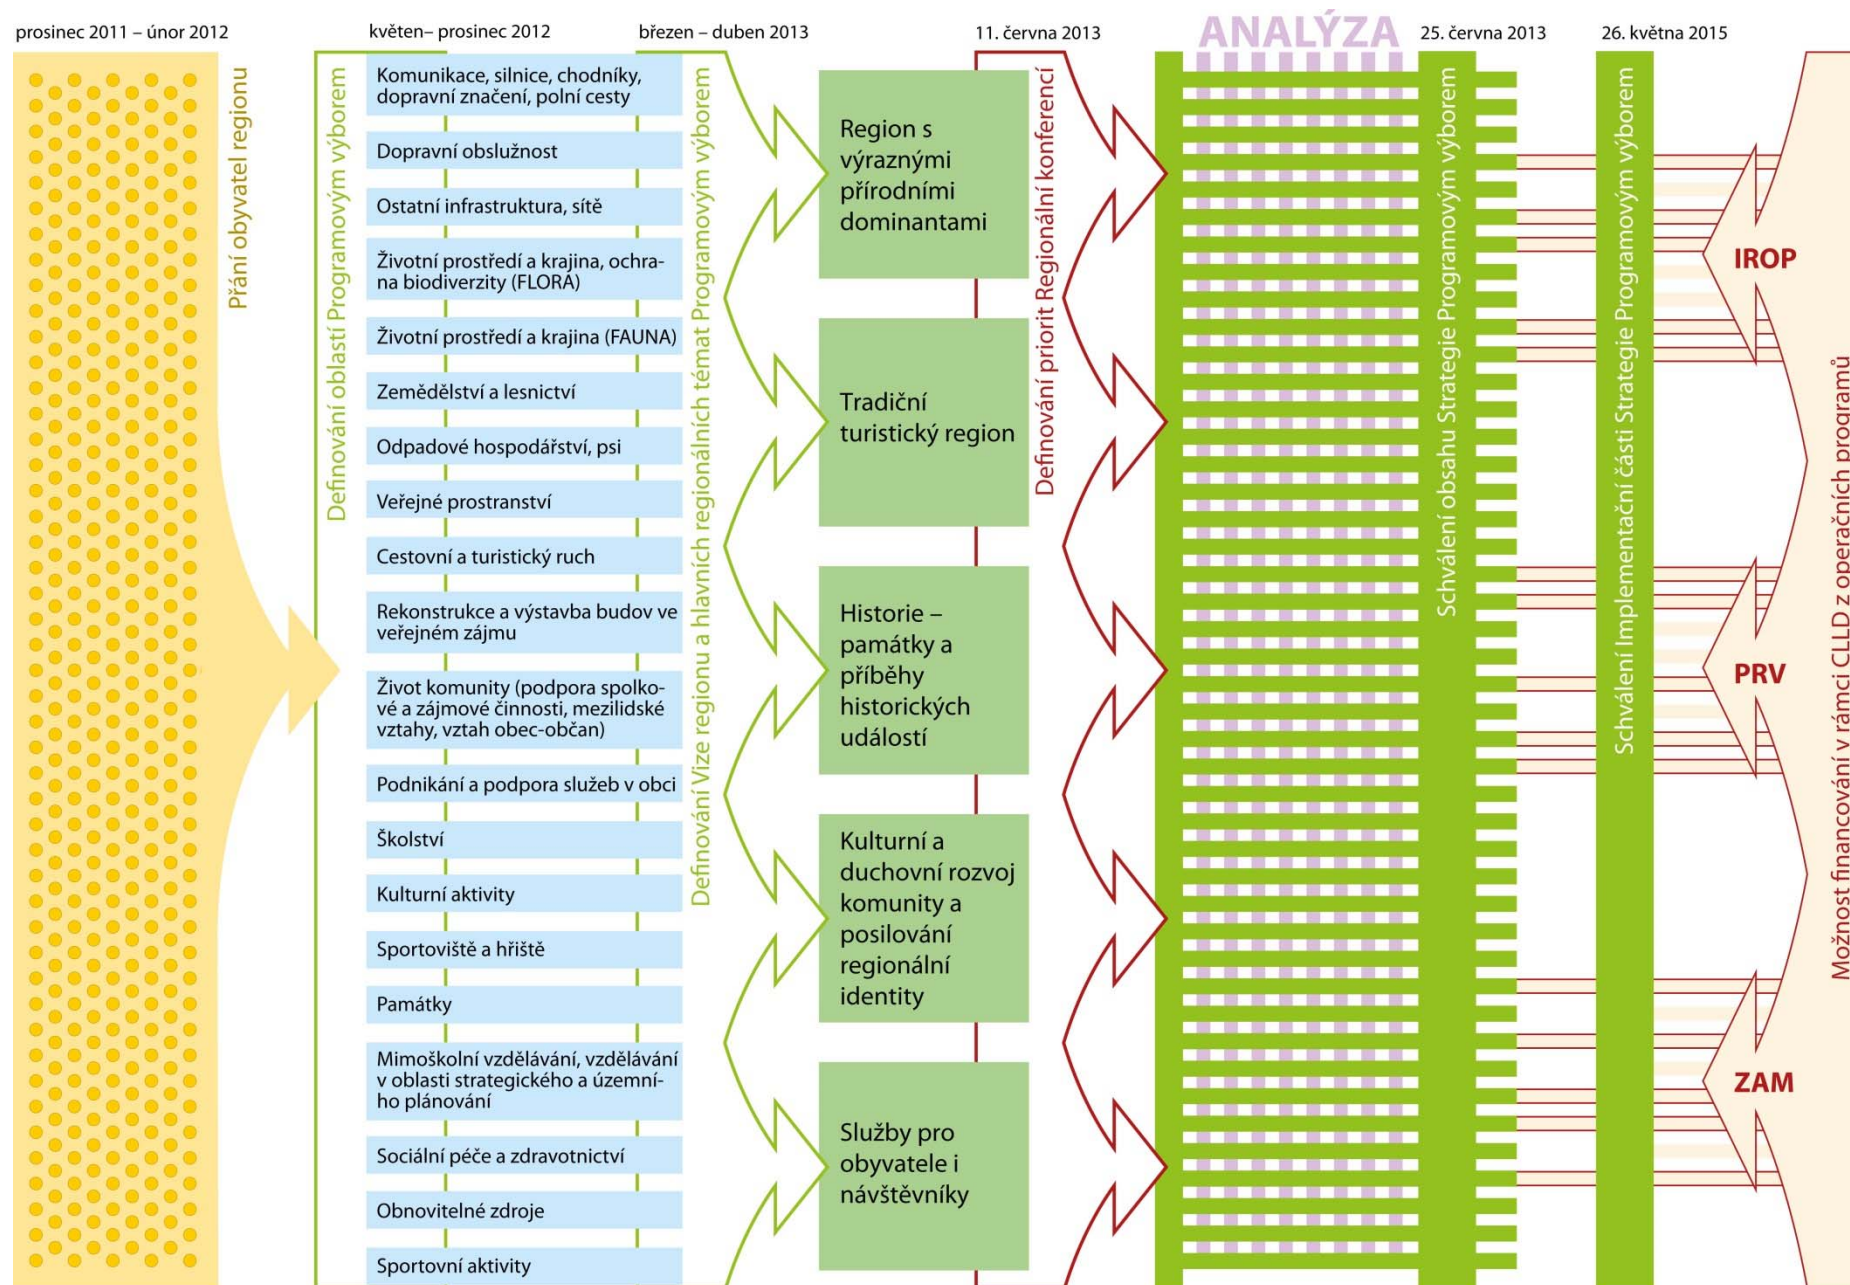 prosinec 2011 – únor 2012
Přání obyvatel regionu
květen– prosinec 2012
Definování oblastí Programovým výborem
Komunikace, silnice, chodníky,
dopravní značení, polní cesty
Dopravní obslužnost
Ostatní infrastruktura, sítě
Životní prostředí a krajina, ochra-
na biodiverzity (FLORA)
Životní prostředí a krajina (FAUNA)
Zemědělství a lesnictví
Odpadové hospodářství, psi
Veřejné prostranství
Cestovní a turistický ruch
Rekonstrukce a výstavba budov ve
veřejném zájmu
Život komunity (podpora spolko-
vé a zájmové činnosti, mezilidské
vztahy, vztah obec-občan)
Podnikání a podpora služeb v obci
Školství
Kulturní aktivity
Sportoviště a hřiště
Památky
Mimoškolní vzdělávání, vzdělávání
v oblasti strategického a územní-
ho plánování
Sociální péče a zdravotnictví
Obnovitelné zdroje
Sportovní aktivity
březen – duben 2013
Definování Vize regionu a hlavních regionálních témat Programovým výborem
Region s
výraznými
přírodními
dominantami
Tradiční
turistický region
Historie –
památky a
příběhy
historických
událostí
Kulturní a
duchovní rozvoj
komunity a
posilování
regionální
identity
Služby pro
obyvatele i
návštěvníky
11. června 2013
Definování priorit Regionální konferencí
ANALÝZA
25. června 2013
Schválení obsahu Strategie Programovým výborem
26. května 2015
Schválení Implementační části Strategie Programovým výborem
IROP
PRV
ZAM
Možnost financování v rámci CLLD z operačních programů